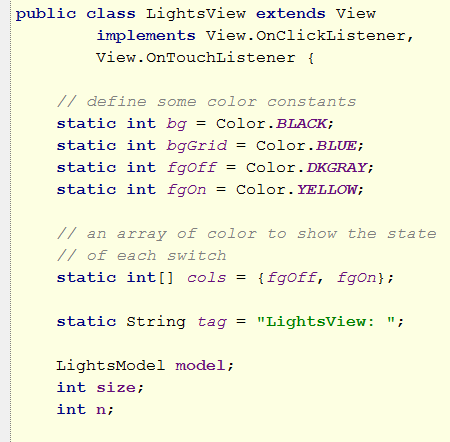 public class LightsView extends View
        implements View.OnClickListener,
        View.OnTouchListener {
    // define some color constants
    static int bg = Color.BLACK;
    static int bgGrid = Color.BLUE;
    static int fgOff = Color.DKGRAY;
    static int fgOn = Color.YELLOW;
    // an array of color to show the state
    // of each switch
    static int[] cols = {fgOff, fgOn};
    static String tag = "LightsView: ";
    LightsModel model;
    int size;
    int n;